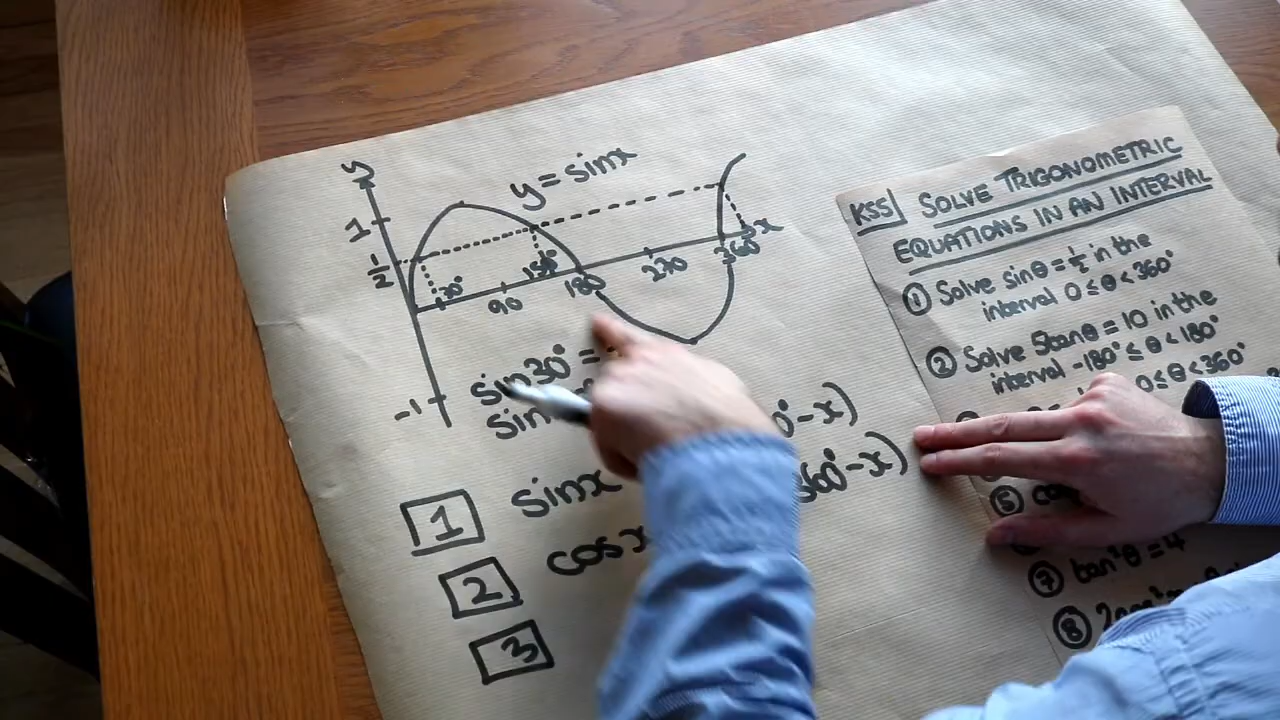 y
y = sinx
1
1/2
30°
90
150°
180
270
360°
x
-1
sin30° =
sin
1
sinx
0°-x)
2
cosx
360°-x)
3
KS5
SOLVE TRIGONOMETRIC
EQUATIONS IN AN INTERVAL
① Solve sinθ = 1/2 in the
interval 0 ≤ θ < 360°
② Solve 5tanθ = 10 in the
interval -180° ≤ θ < 180°
0 ≤ θ < 360°
⑤
⑦ tan²θ = 4
⑧